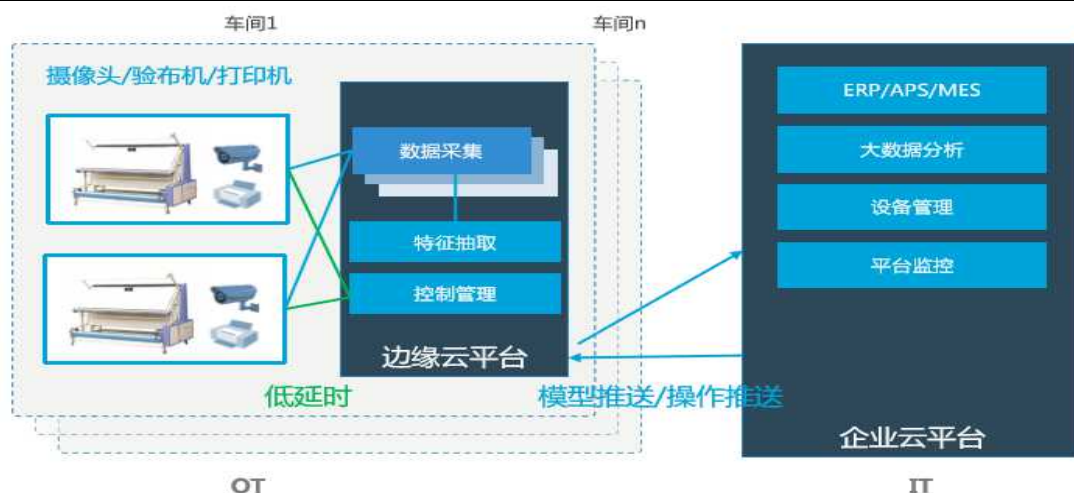 车间1
车间n
摄像头/验布机/打印机
数据采集
特征抽取
控制管理
边缘云平台
低延时
模型推送/操作推送
ERP/APS/MES
大数据分析
设备管理
平台监控
企业云平台
OT
IT